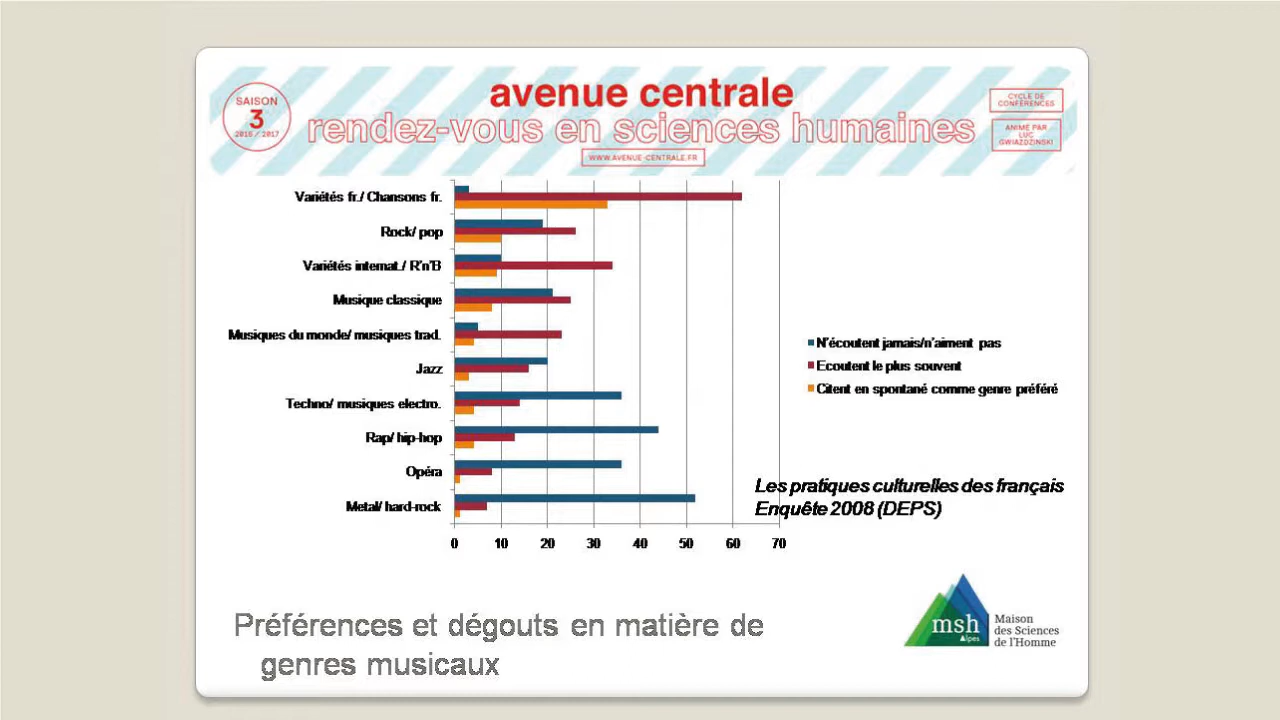 SAISON
3
2016 / 2017
avenue centrale
rendez-vous en sciences humaines
WWW.AVENUE-CENTRALE.FR
CYCLE DE
CONFÉRENCES
ANIMÉ PAR
LUC
GWIAZDZINSKI
Variétés fr./ Chansons fr.
Rock/ pop
Variétés internat./ R'n'B
Musique classique
Musiques du monde/ musiques trad.
Jazz
Techno/ musiques electro.
Rap/ hip-hop
Opéra
Metal/ hard-rock
0 10 20 30 40 50 60 70
N'écoutent jamais/n'aiment pas
Ecoutent le plus souvent
Citent en spontané comme genre préféré
Les pratiques culturelles des français
Enquête 2008 (DEPS)
Préférences et dégouts en matière de
genres musicaux
msh
Alpes
Maison
des Sciences
de l'Homme